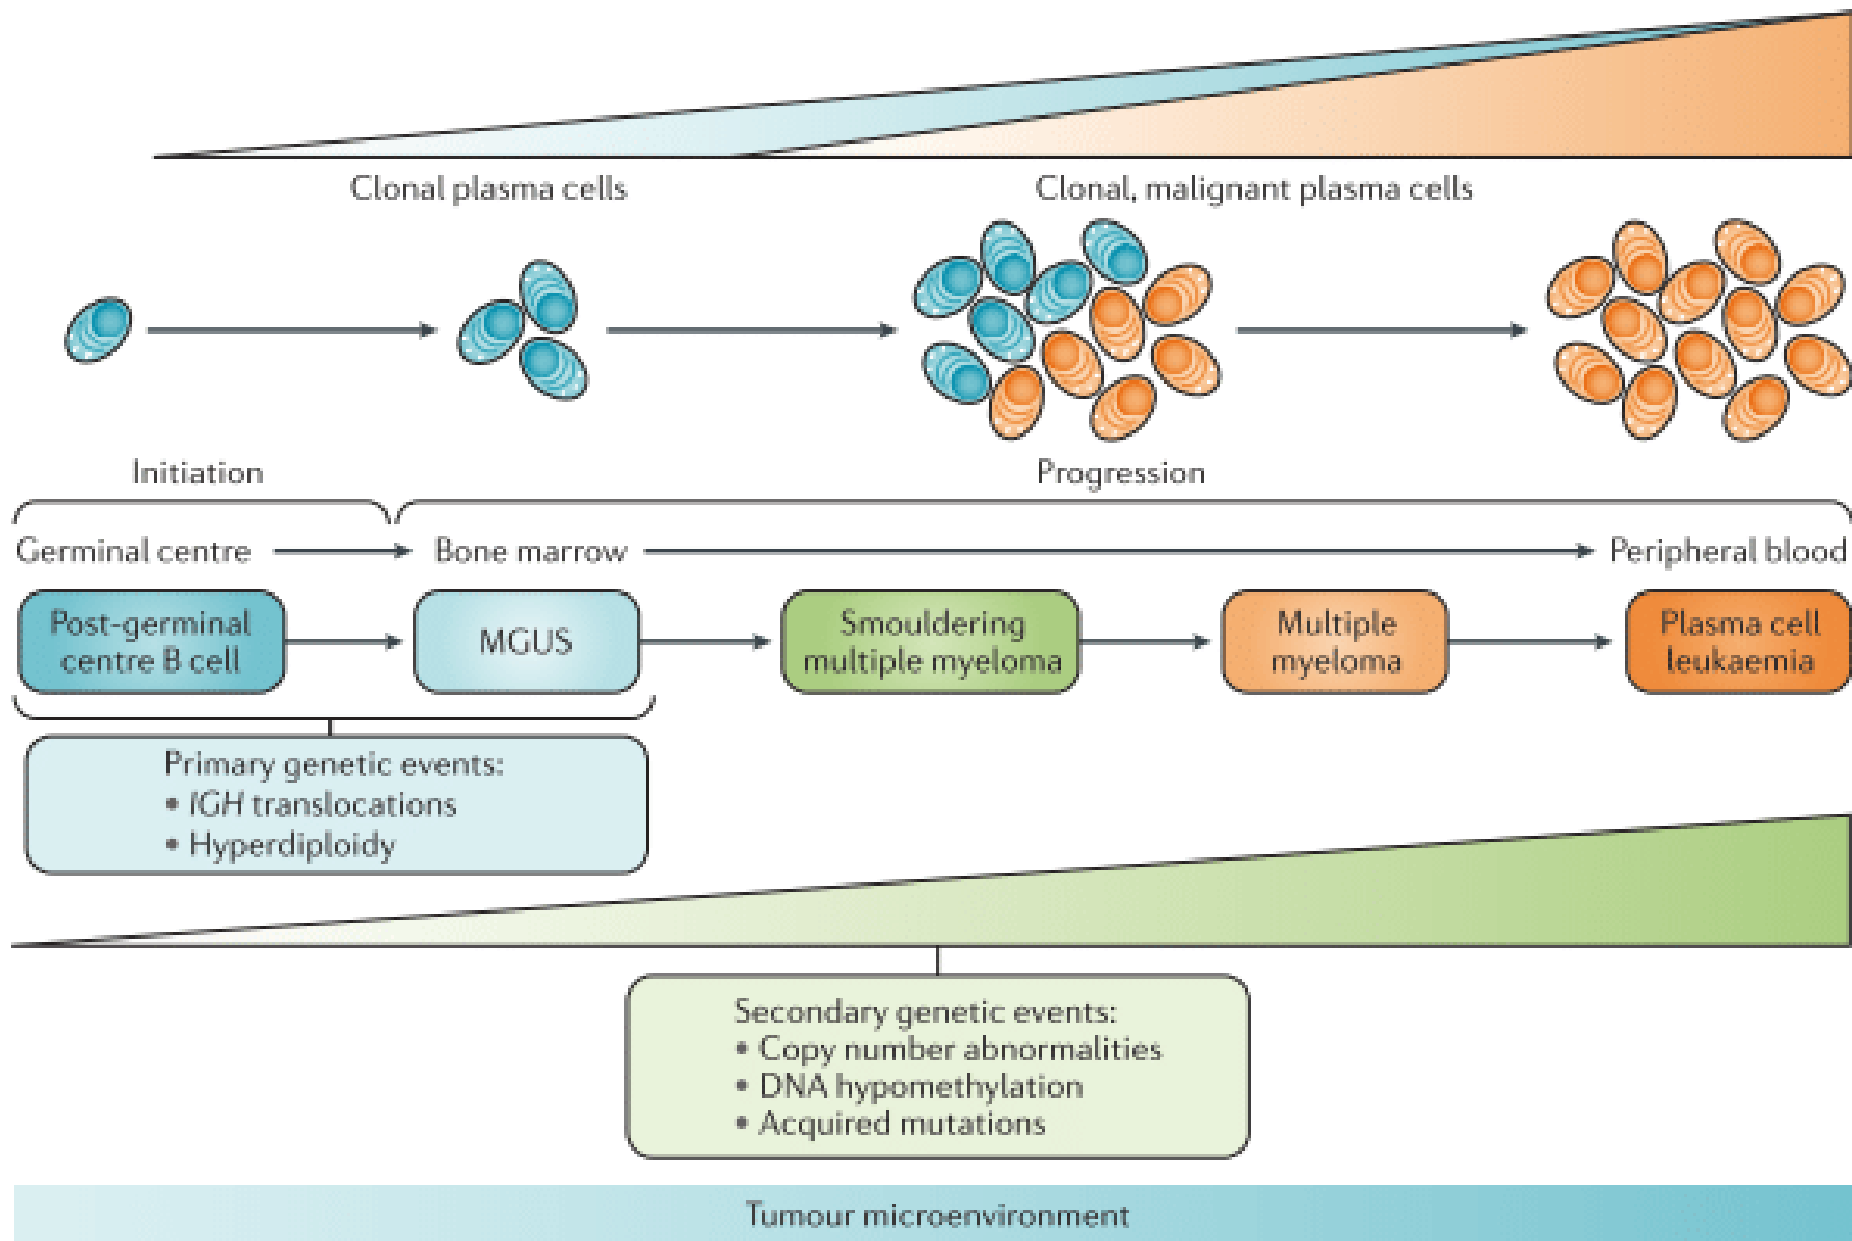 Clonal plasma cells
Clonal, malignant plasma cells
Initiation
Progression
Germinal centre
Bone marrow
Peripheral blood
Post-germinal
centre B cell
MGUS
Smouldering
multiple myeloma
Multiple
myeloma
Plasma cell
leukaemia
Primary genetic events:
• IGH translocations
• Hyperdiploidy
Secondary genetic events:
• Copy number abnormalities
• DNA hypomethylation
• Acquired mutations
Tumour microenvironment